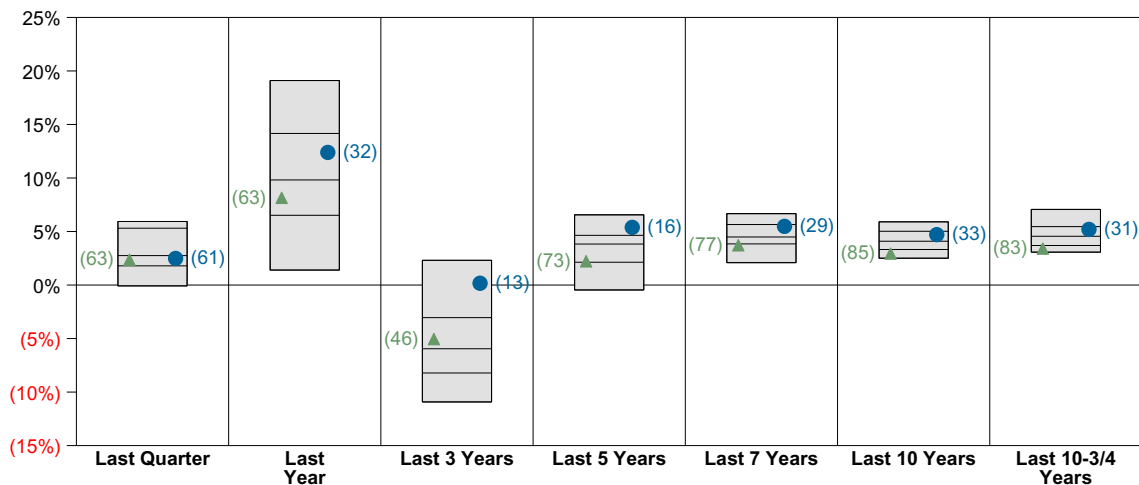 25%
20%
15%
10%
5%
0%
(5%)
(10%)
(15%)
(63)
(61)
(63)
(32)
(46)
(13)
(73)
(16)
(77)
(29)
(85)
(33)
(83)
(31)
Last Quarter
Last
Year
Last 3 Years
Last 5 Years
Last 7 Years
Last 10 Years
Last 10-3/4
Years